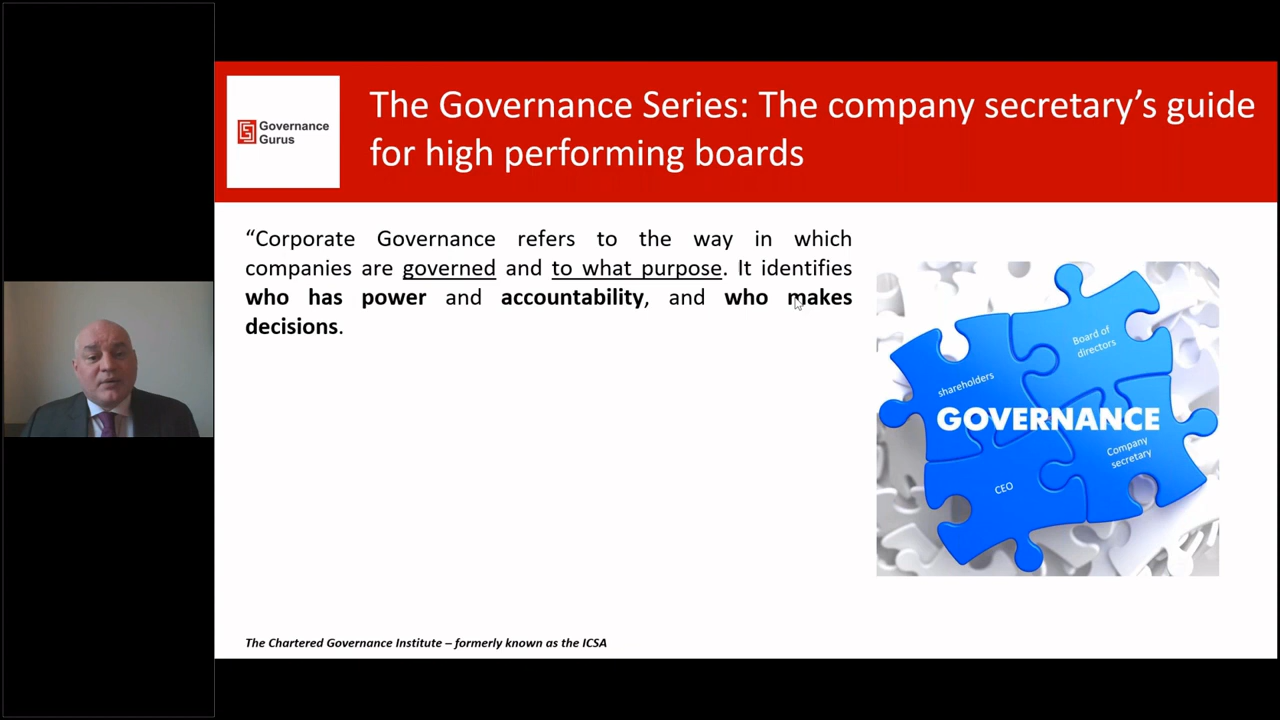 Governance
Gurus
The Governance Series: The company secretary’s guide
for high performing boards
“Corporate Governance refers to the way in which
companies are governed and to what purpose. It identifies
who has power and accountability, and who makes
decisions.
Board of
directors
shareholders
GOVERNANCE
Company
secretary
CEO
The Chartered Governance Institute – formerly known as the ICSA